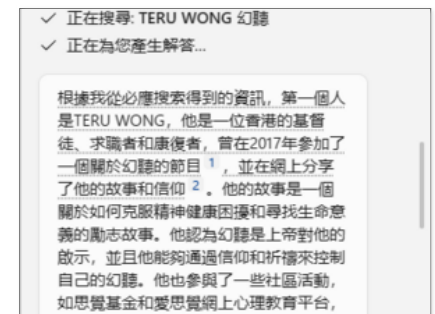 ✓ 正在搜尋: TERU WONG 幻聽
✓ 正在為您產生解答...
根據我從必應搜索得到的資訊，第一個人
是TERU WONG，他是一位香港的基督
徒、求職者和康復者，曾在2017年參加了
一個關於幻聽的節目 1 ，並在網上分享
了他的故事和信仰 2 。他的故事是一個
關於如何克服精神健康困擾和尋找生命意
義的勵志故事。他認為幻聽是上帝對他的
啟示，並且他能夠通過信仰和祈禱來控制
自己的幻聽。他也參與了一些社區活動，
如思覺基金和愛思覺網上心理教育平台，